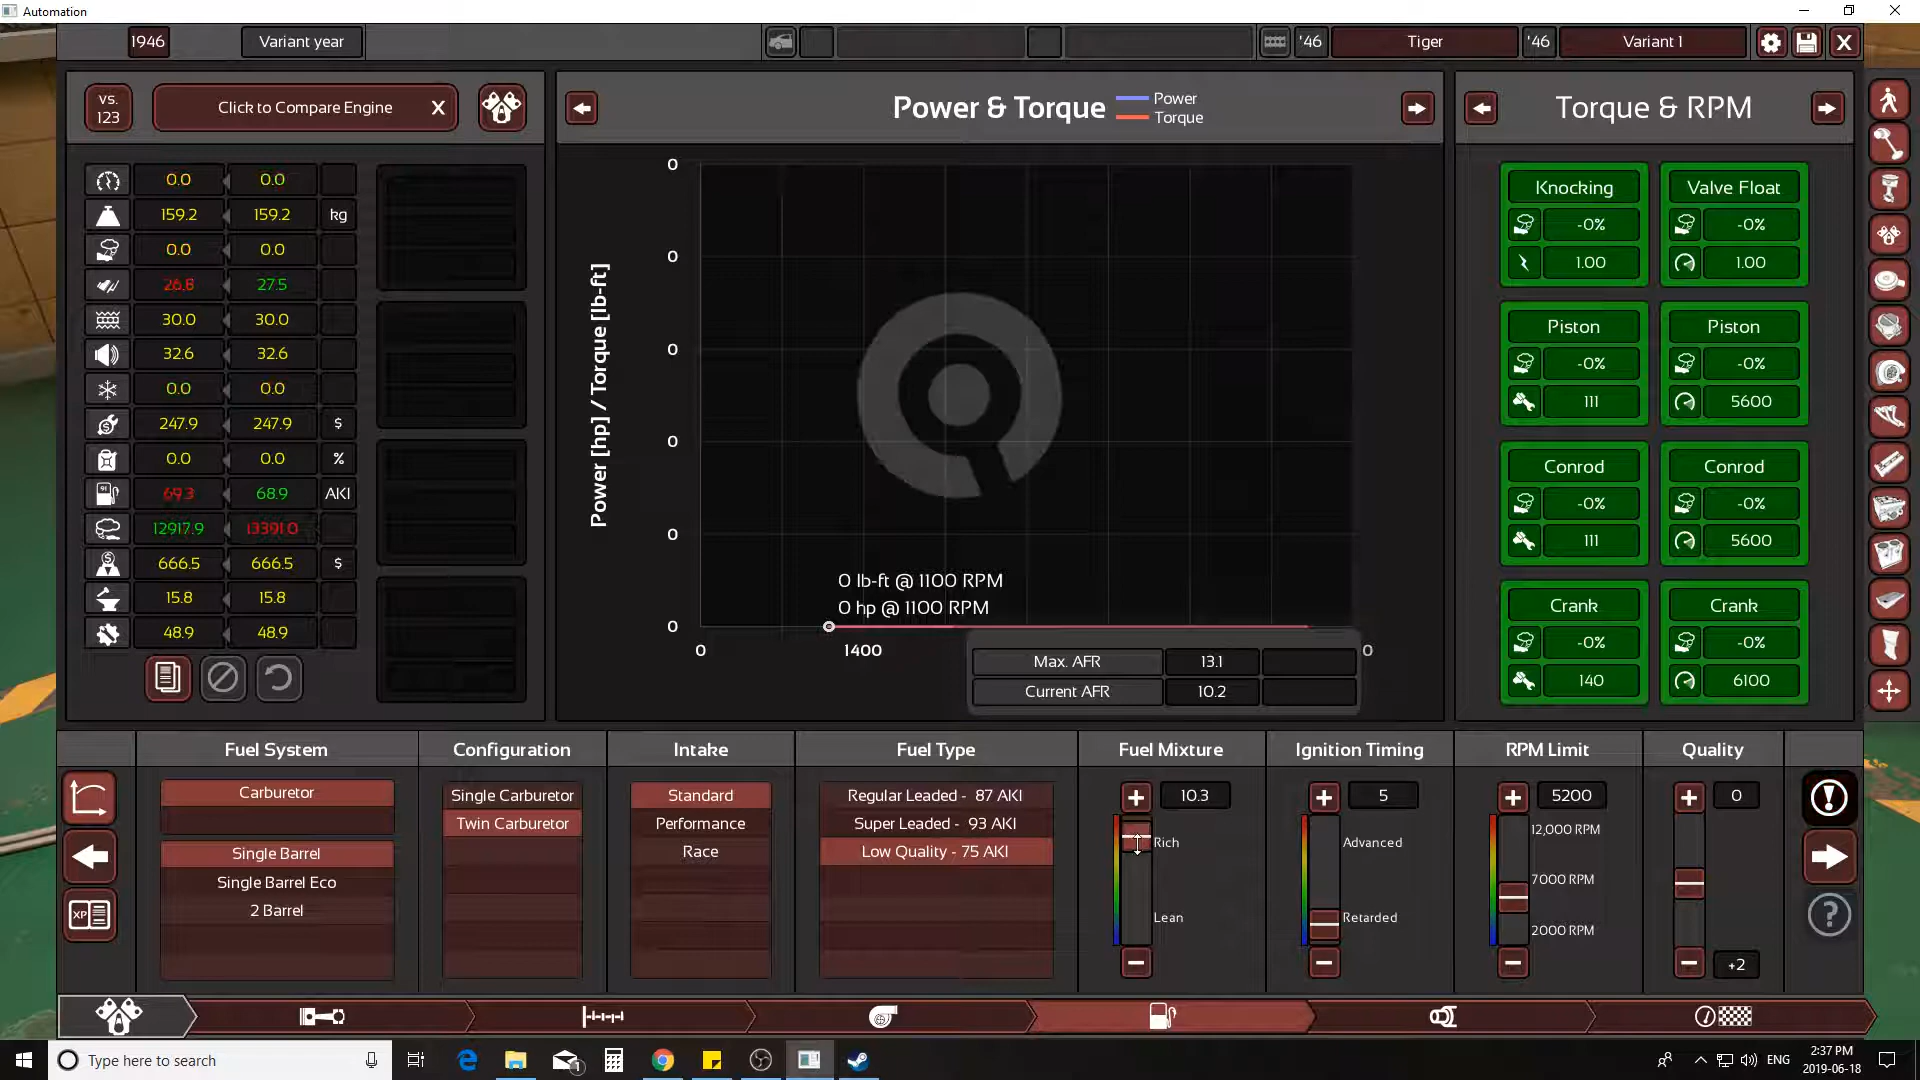 Automation
1946
Variant year
'46
Tiger
'46
Variant 1
vs.
123
Click to Compare Engine
X
Power & Torque
Power
Torque
Torque & RPM
0.0 0.0
159.2 159.2 kg
0.0 0.0
26.8 27.5
30.0 30.0
32.6 32.6
0.0 0.0
247.9 247.9 $
0.0 0.0 %
69.3 68.9 AKI
12917.9 13391.0
666.5 666.5 $
15.8 15.8
48.9 48.9
Power [hp] / Torque [lb-ft]
0
0
0
0
0
0
0 lb-ft @ 1100 RPM
0 hp @ 1100 RPM
0
1400
0
Max. AFR 13.1
Current AFR 10.2
Knocking
-0%
1.00
Valve Float
-0%
1.00
Piston
-0%
111
Piston
-0%
5600
Conrod
-0%
111
Conrod
-0%
5600
Crank
-0%
140
Crank
-0%
6100
Fuel System
Carburetor
Single Barrel
Single Barrel Eco
2 Barrel
Configuration
Single Carburetor
Twin Carburetor
Intake
Standard
Performance
Race
Fuel Type
Regular Leaded - 87 AKI
Super Leaded - 93 AKI
Low Quality - 75 AKI
Fuel Mixture
10.3
Rich
Lean
Ignition Timing
5
Advanced
Retarded
RPM Limit
5200
12,000 RPM
7000 RPM
2000 RPM
Quality
0
+2
XP
Type here to search
1
ENG
2:37 PM
2019-06-18